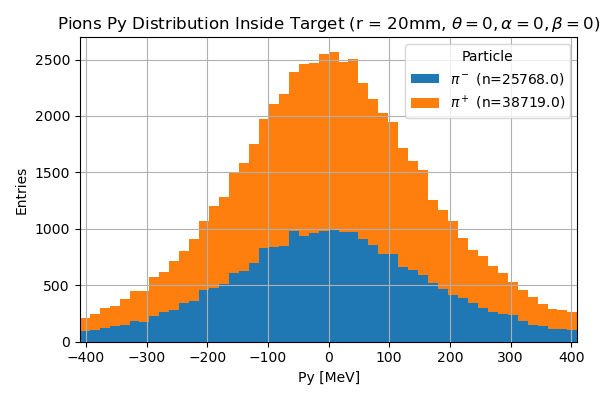 Pions Py Distribution Inside Target (r = 20mm, θ = 0, α = 0, β = 0)
Particle
π⁻ (n=25768.0)
π⁺ (n=38719.0)
Entries
2500
2000
1500
1000
500
0
−400 −300 −200 −100 0 100 200 300 400
Py [MeV]